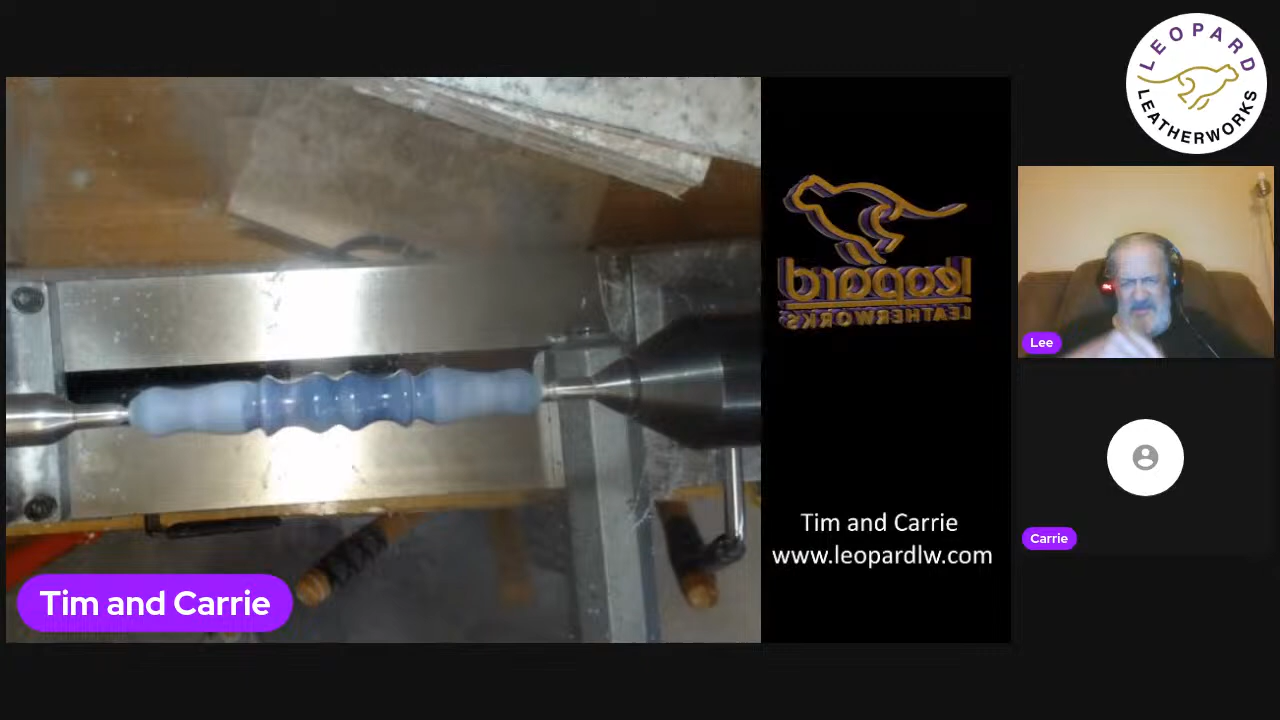 LEOPARD
LEATHERWORKS
leopard
LEATHERWORKS
Lee
Tim and Carrie
www.leopardlw.com
Carrie
Tim and Carrie